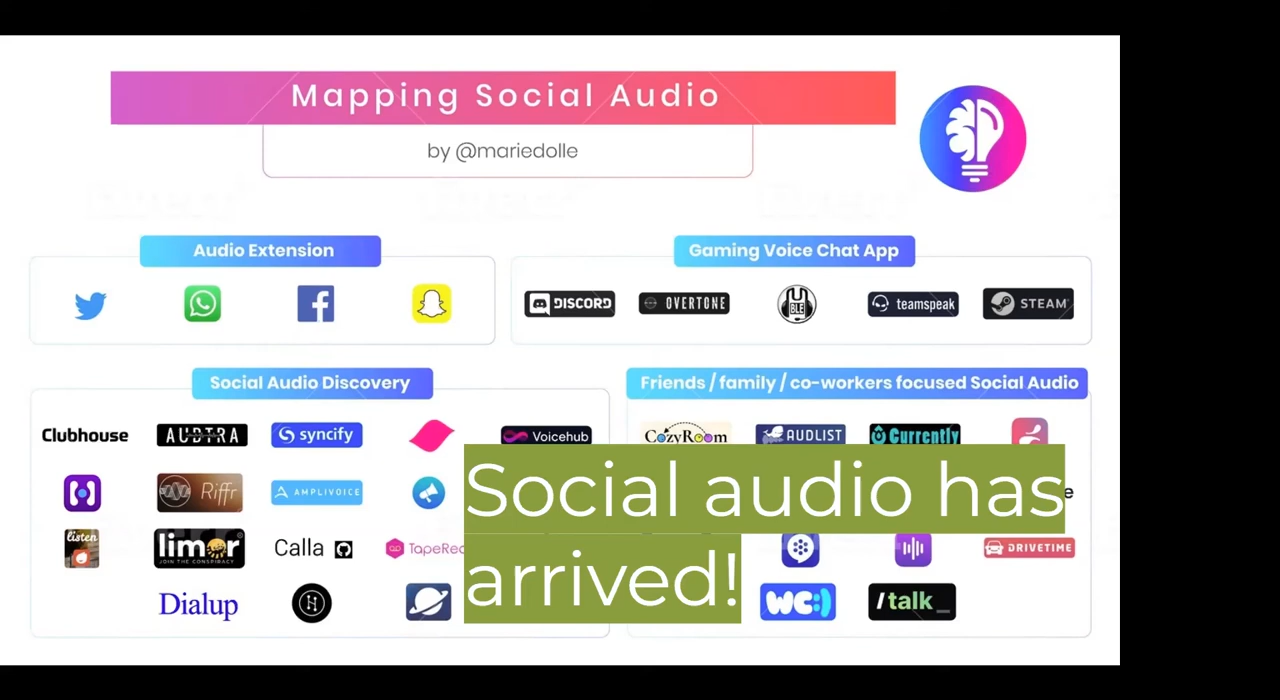 Mapping Social Audio
by @mariedolle
Audio Extension
Gaming Voice Chat App
DISCORD
OVERTONE
BLE
teamspeak
STEAM
Social Audio Discovery
Friends / family / co-workers focused Social Audio
Clubhouse
AUDTRA
syncify
Voicehub
CozyRoom
AUDLIST
Currently
Riffr
AMPLIVOICE
Social audio has
arrived!
listen
limor
JOIN THE CONSPIRACY
Calla
DRIVETIME
Dialup
WC:)
/talk_